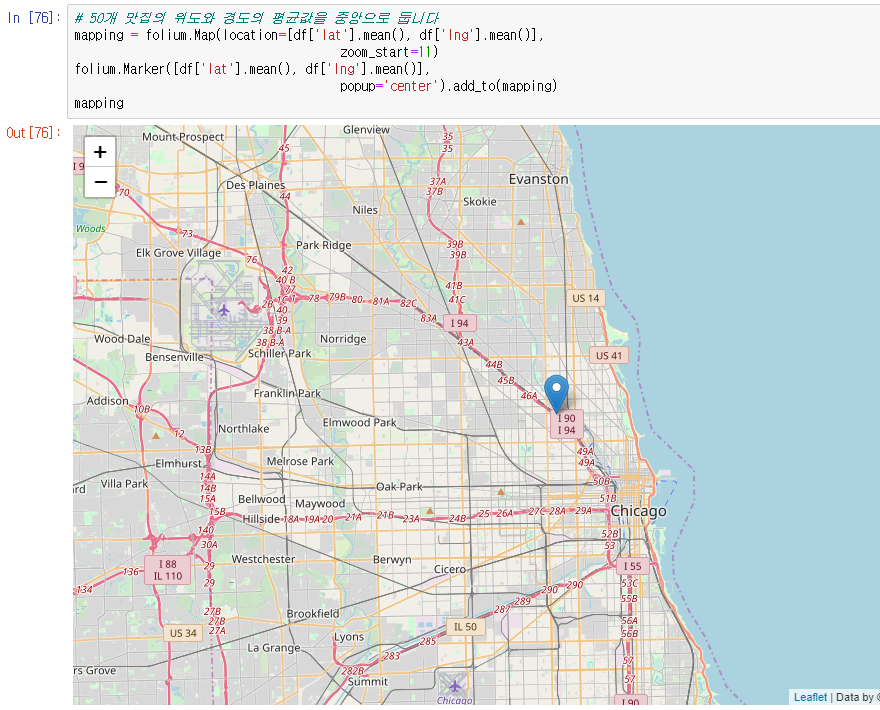 In [76]:
# 50개 맛집의 위도와 경도의 평균값을 중앙으로 둡니다
mapping = folium.Map(location=[df['lat'].mean(), df['lng'].mean()],
zoom_start=11)
folium.Marker([df['lat'].mean(), df['lng'].mean()],
popup='center').add_to(mapping)
mapping
Out[76]:
+
−
Mount Prospect
Glenview
45
35
I 9
70
44
Des Plaines
37A
37B
Evanston
Skokie
Woods
73
Niles
Elk Grove Village
76
Park Ridge
39B
39B
42
40 B
77
2B
1C
78
79B
80
81A
82C
41B
41C
US 14
40
39
38 B-A
38 B-A
83A
I 94
Wood Dale
Bensenville
Schiller Park
Norridge
43A
US 41
44B
45B
46A
Addison
10B
Franklin Park
I 90
I 94
12
Northlake
Elmwood Park
13B
49A
49A
Elmhurst
Melrose Park
14A
14B
15A
50B
rd
Villa Park
Oak Park
Bellwood
Maywood
51B
Chicago
15B
Hillside
18A
19A
20
21A
21B
23A
24B
25
26A
27C
28A
29A
140
30A
52B
53
Westchester
Berwyn
Cicero
I 88
IL 110
29
29
I 55
134
136
290
290
53C
55B
289
287
27B
27B
27A
Brookfield
56A
56B
US 34
IL 50
Lyons
La Grange
285
283
57
57
rs Grove
282B
Summit
Chicago
I 90
Leaflet | Data by ©